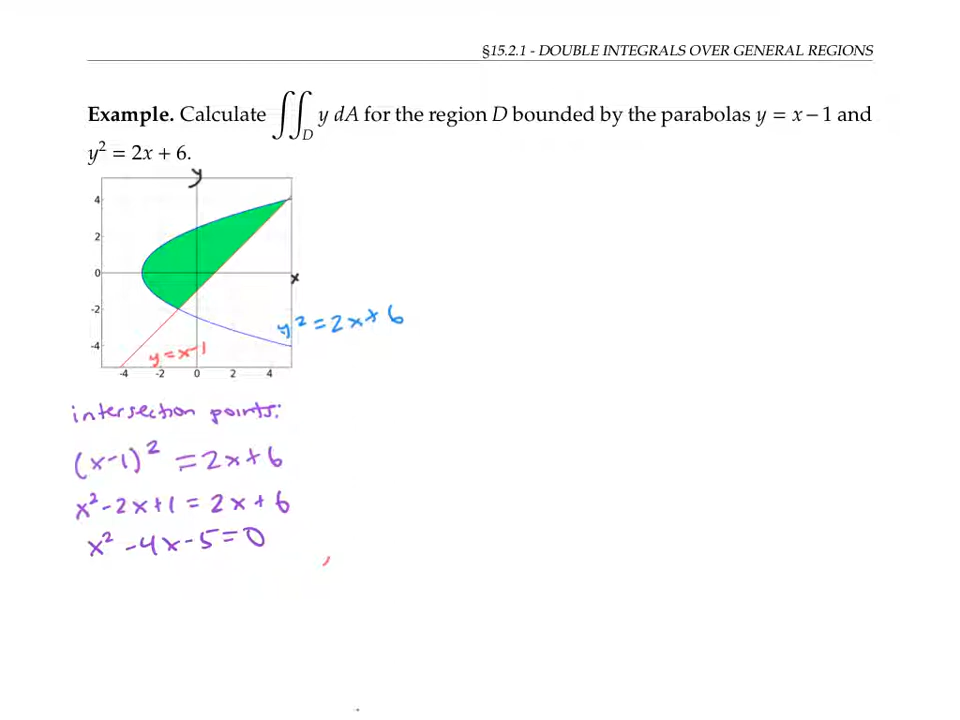 §15.2.1 - DOUBLE INTEGRALS OVER GENERAL REGIONS
Example. Calculate ∬_D y dA for the region D bounded by the parabolas y = x − 1 and
y² = 2x + 6.
y
4
2
0
-2
-4
x
y² = 2x + 6
y = x-1
-4 -2 0 2 4
intersection points:
(x-1)² = 2x + 6
x² - 2x + 1 = 2x + 6
x² - 4x - 5 = 0